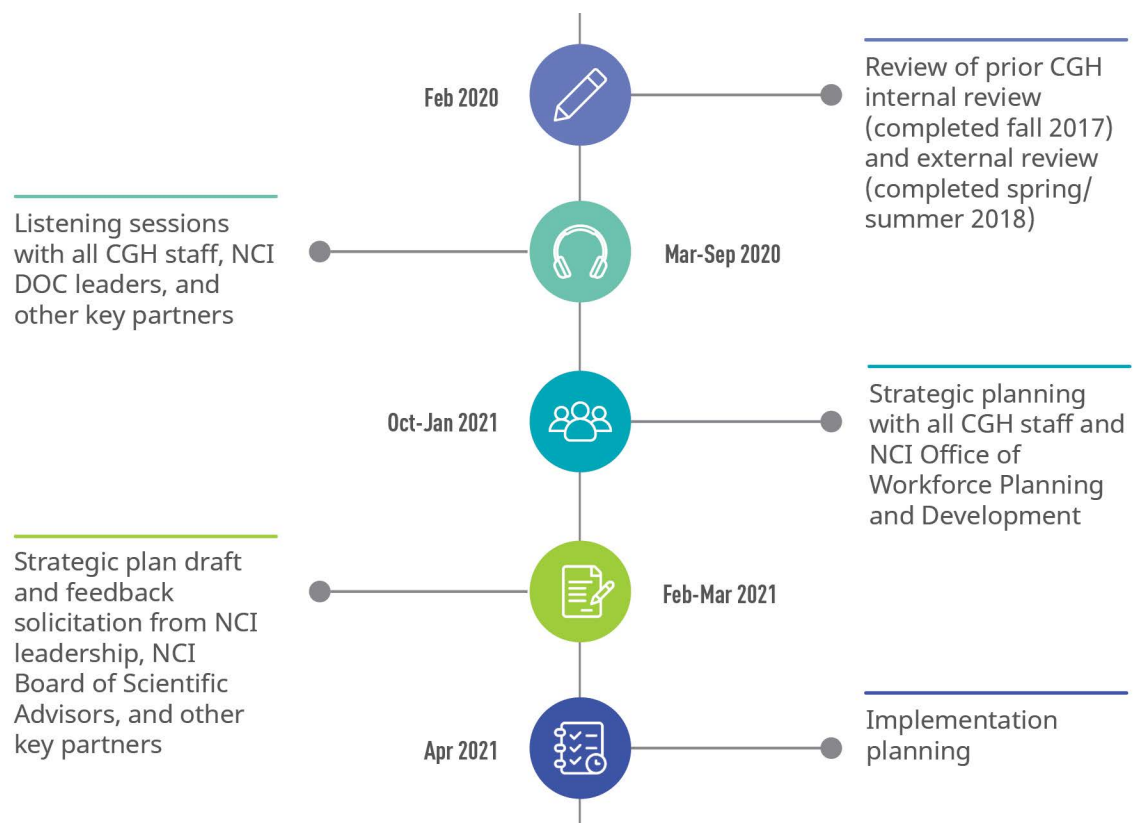 Feb 2020
Review of prior CGH
internal review
(completed fall 2017)
and external review
(completed spring/
summer 2018)
Listening sessions
with all CGH staff, NCI
DOC leaders, and
other key partners
Mar-Sep 2020
Oct-Jan 2021
Strategic planning
with all CGH staff and
NCI Office of
Workforce Planning
and Development
Strategic plan draft
and feedback
solicitation from NCI
leadership, NCI
Board of Scientific
Advisors, and other
key partners
Feb-Mar 2021
Apr 2021
Implementation
planning